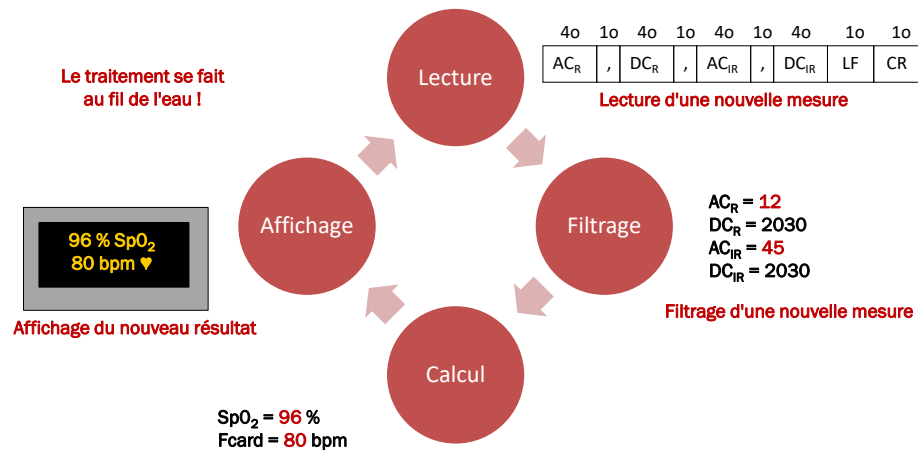 4o 1o 4o 1o 4o 1o 4o 1o 1o
AC_R , DC_R , AC_IR , DC_IR LF CR
Lecture d'une nouvelle mesure
Le traitement se fait
au fil de l'eau !
Lecture
Affichage
Filtrage
Calcul
AC_R = 12
DC_R = 2030
AC_IR = 45
DC_IR = 2030
Filtrage d'une nouvelle mesure
96 % SpO₂
80 bpm ♥
Affichage du nouveau résultat
SpO₂ = 96 %
Fcard = 80 bpm